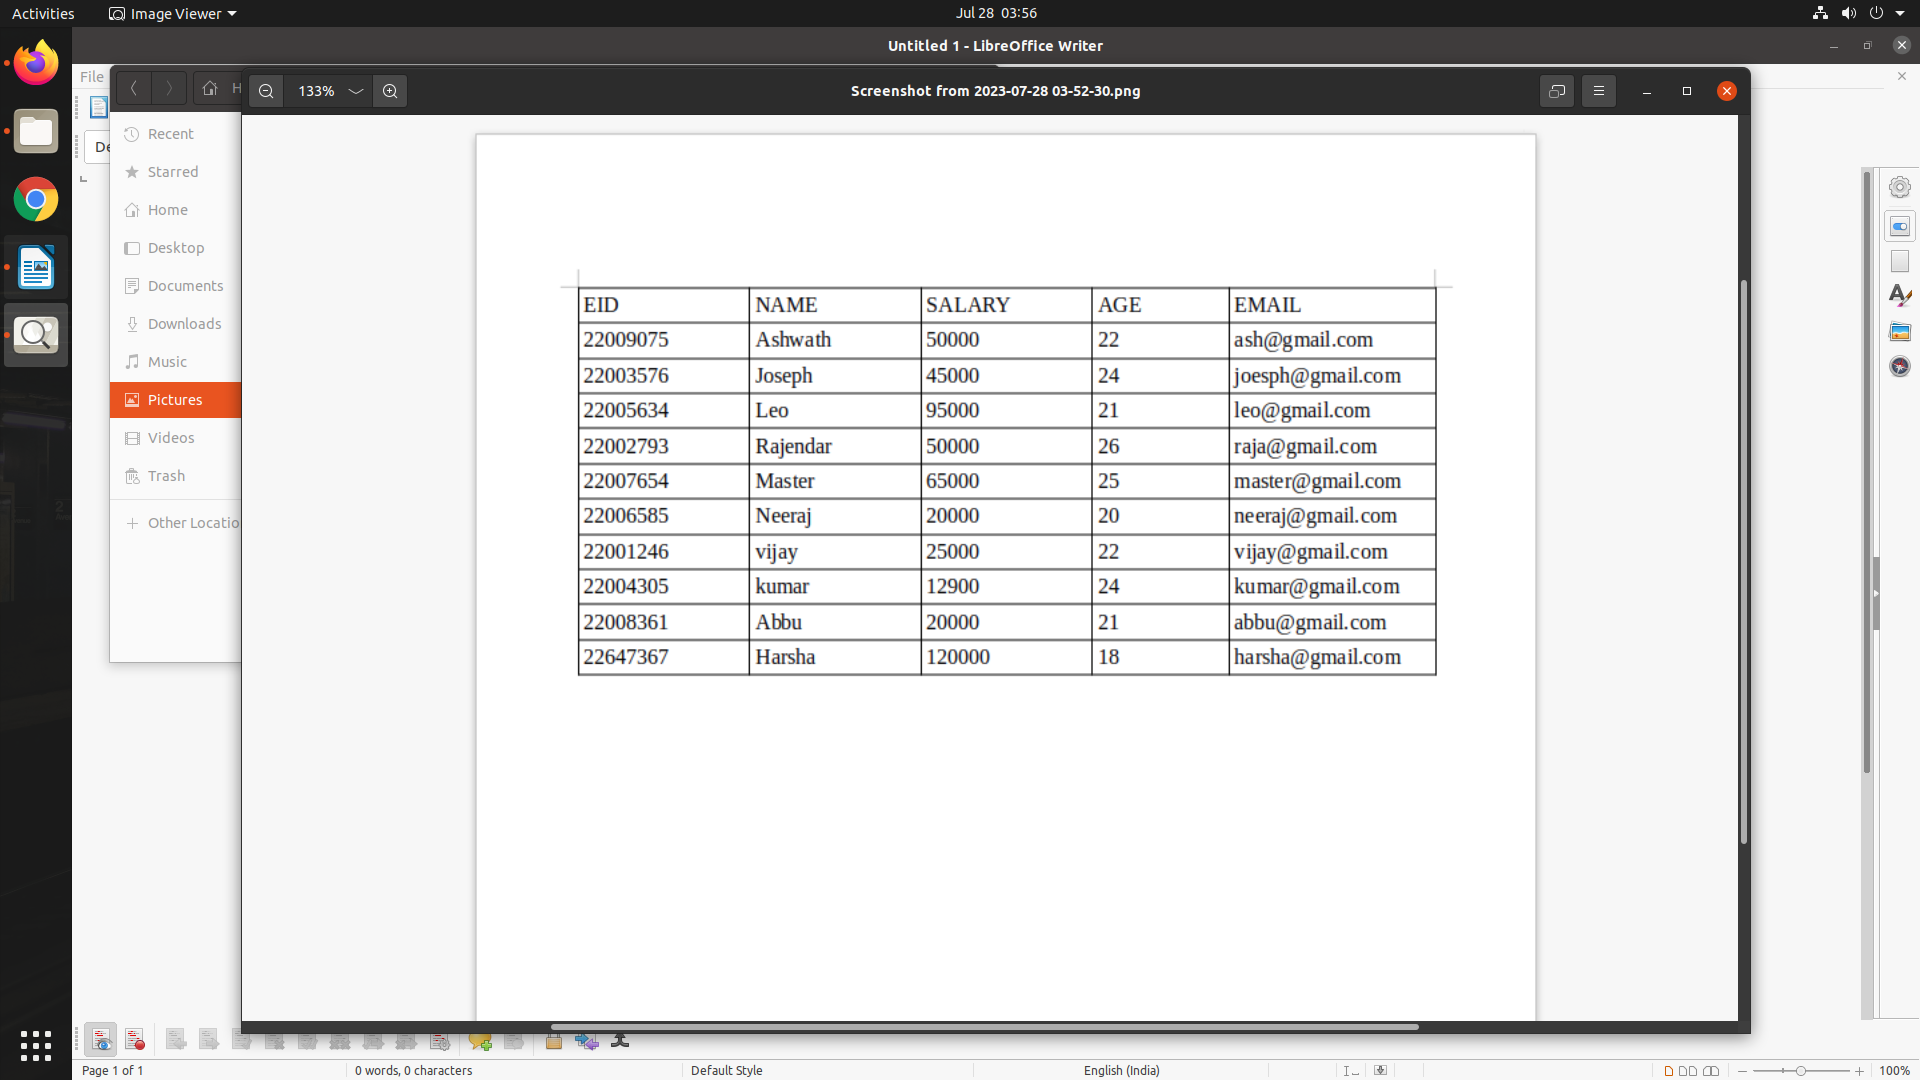 Activities Image Viewer Jul 28 03:56
Untitled 1 - LibreOffice Writer
File
133% Screenshot from 2023-07-28 03-52-30.png
Recent
Starred
Home
Desktop
Documents
Downloads
Music
Pictures
Videos
Trash
Other Locatio
EID NAME SALARY AGE EMAIL
22009075 Ashwath 50000 22 ash@gmail.com
22003576 Joseph 45000 24 joesph@gmail.com
22005634 Leo 95000 21 leo@gmail.com
22002793 Rajendar 50000 26 raja@gmail.com
22007654 Master 65000 25 master@gmail.com
22006585 Neeraj 20000 20 neeraj@gmail.com
22001246 vijay 25000 22 vijay@gmail.com
22004305 kumar 12900 24 kumar@gmail.com
22008361 Abbu 20000 21 abbu@gmail.com
22647367 Harsha 120000 18 harsha@gmail.com
Page 1 of 1 0 words, 0 characters Default Style English (India) 100%